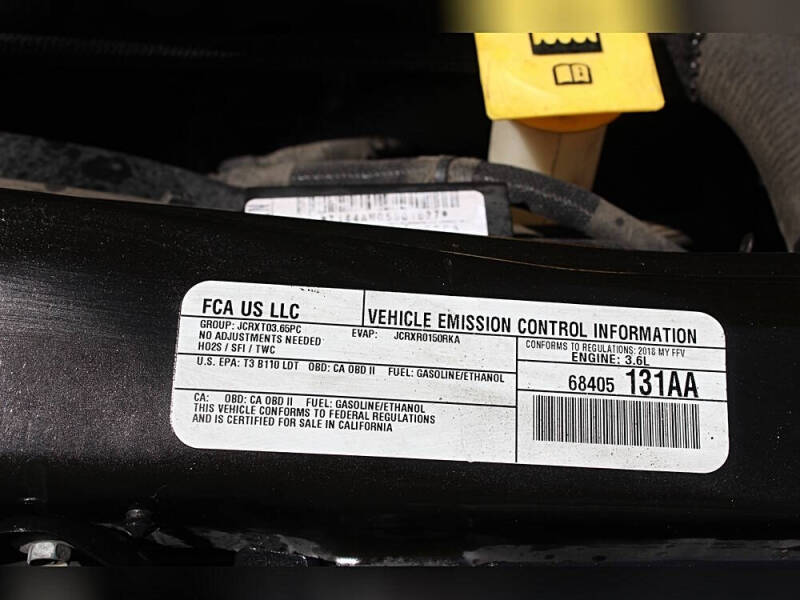 FCA US LLC
VEHICLE EMISSION CONTROL INFORMATION
GROUP: JCRXT03.65PC EVAP: JCRXR0150RKA
NO ADJUSTMENTS NEEDED
HO2S / SFI / TWC
CONFORMS TO REGULATIONS: 2018 MY FFV
ENGINE: 3.6L
U.S. EPA: T3 B110 LDT OBD: CA OBD II FUEL: GASOLINE/ETHANOL
68405 131AA
CA: OBD: CA OBD II FUEL: GASOLINE/ETHANOL
THIS VEHICLE CONFORMS TO FEDERAL REGULATIONS
AND IS CERTIFIED FOR SALE IN CALIFORNIA